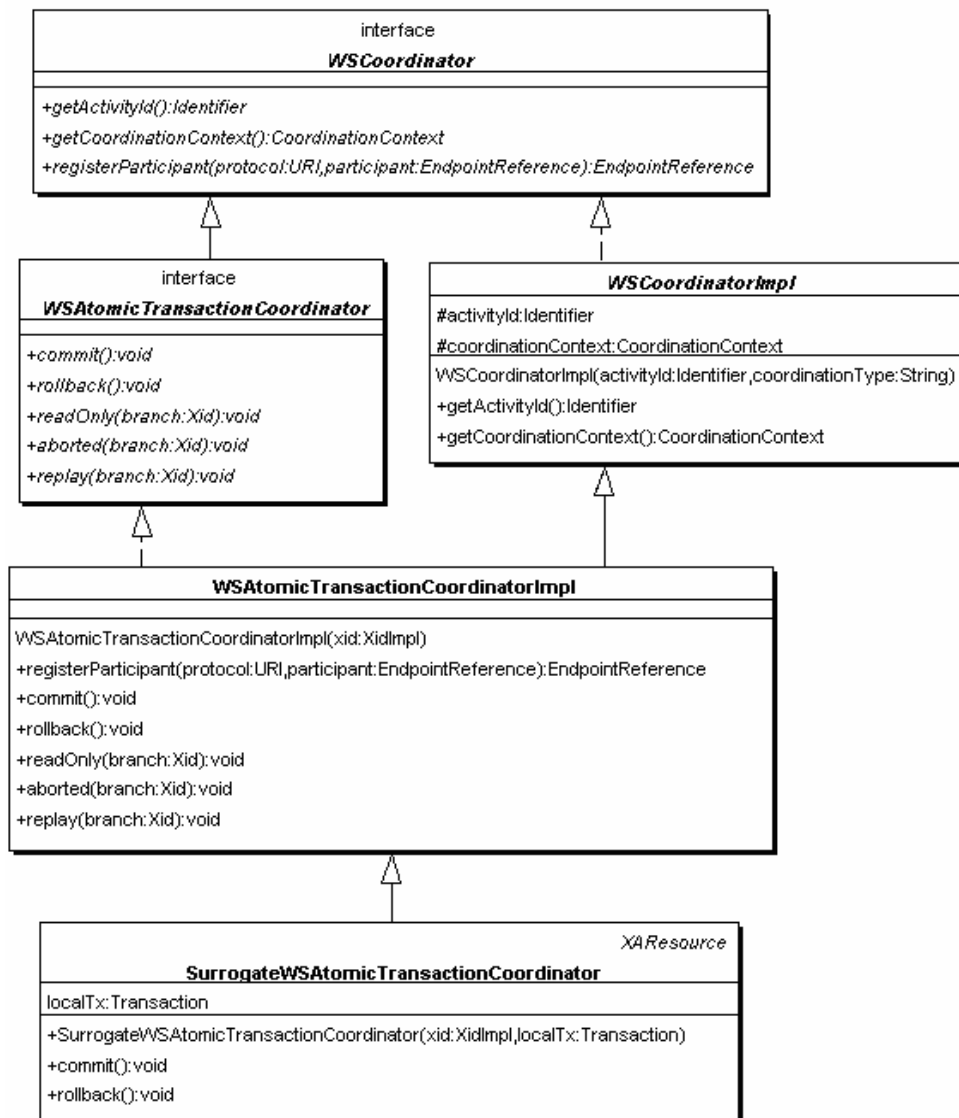 interface
WSCoordinator
+getActivityId():Identifier
+getCoordinationContext():CoordinationContext
+registerParticipant(protocol:URI,participant:EndpointReference):EndpointReference
interface
WSAtomicTransactionCoordinator
+commit():void
+rollback():void
+readOnly(branch:Xid):void
+aborted(branch:Xid):void
+replay(branch:Xid):void
WSCoordinatorImpl
#activityId:Identifier
#coordinationContext:CoordinationContext
WSCoordinatorImpl(activityId:Identifier,coordinationType:String)
+getActivityId():Identifier
+getCoordinationContext():CoordinationContext
WSAtomicTransactionCoordinatorImpl
WSAtomicTransactionCoordinatorImpl(xid:XidImpl)
+registerParticipant(protocol:URI,participant:EndpointReference):EndpointReference
+commit():void
+rollback():void
+readOnly(branch:Xid):void
+aborted(branch:Xid):void
+replay(branch:Xid):void
XAResource
SurrogateWSAtomicTransactionCoordinator
localTx:Transaction
+SurrogateWSAtomicTransactionCoordinator(xid:XidImpl,localTx:Transaction)
+commit():void
+rollback():void